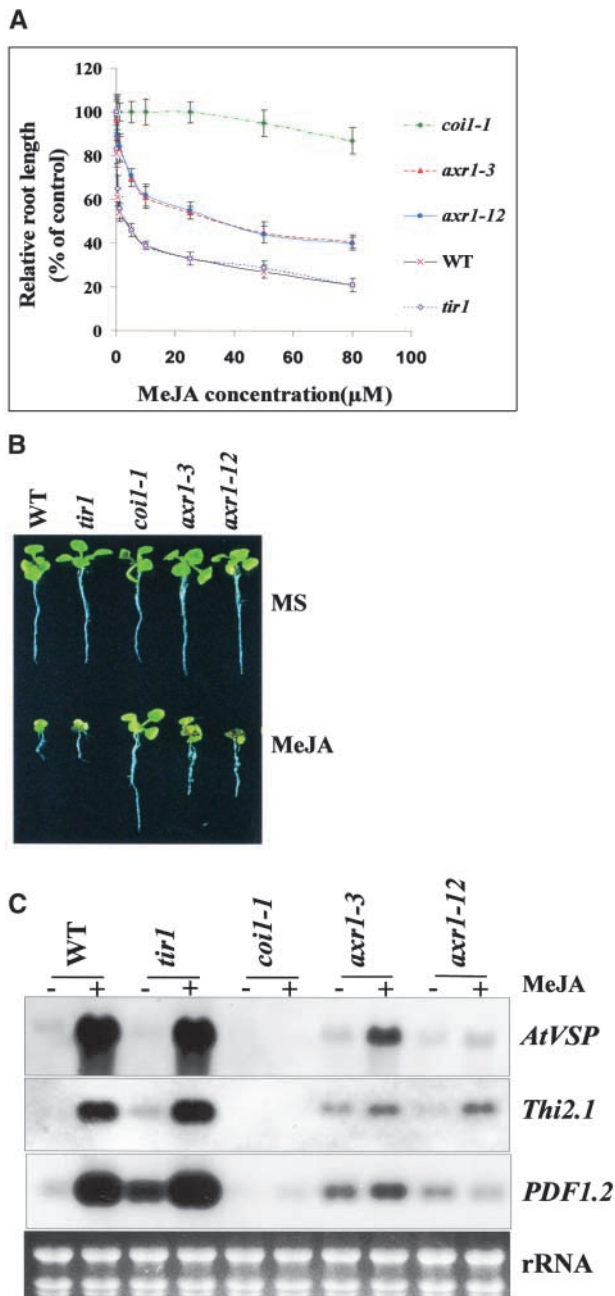 A
Relative root length
(% of control)
120
100
80
60
40
20
0
0
20
40
60
80
100
MeJA concentration(µM)
coi1-1
axr1-3
axr1-12
WT
tir1
B
WT
tir1
coi1-1
axr1-3
axr1-12
MS
MeJA
C
WT
tir1
coi1-1
axr1-3
axr1-12
- + - + - + - + - +
MeJA
AtVSP
Thi2.1
PDF1.2
rRNA